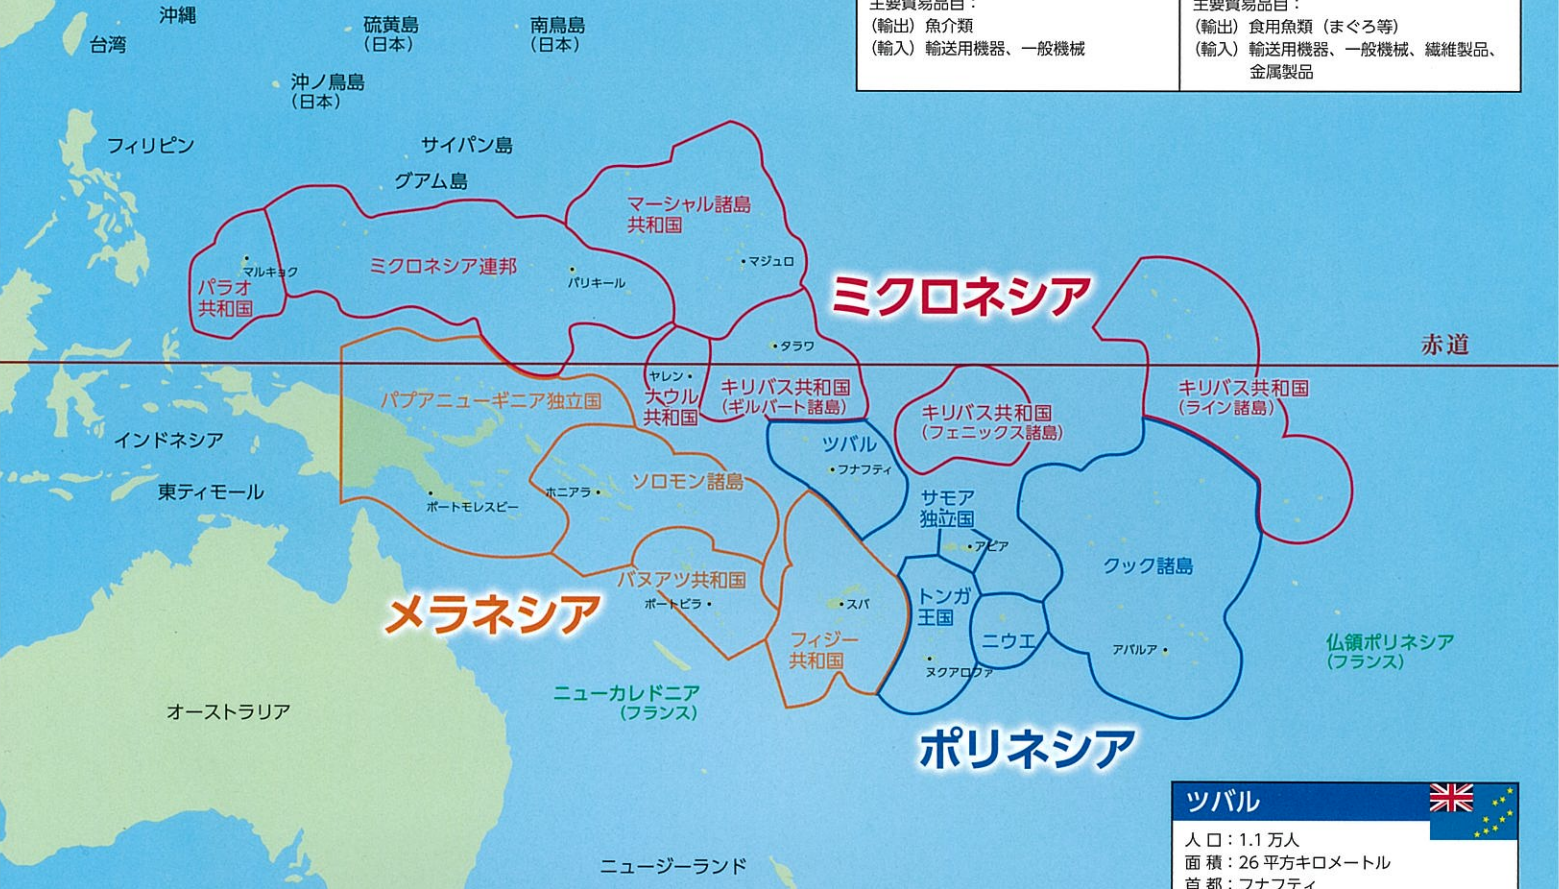 主要貿易品目：
（輸出）魚介類
（輸入）輸送用機器、一般機械
主要貿易品目：
（輸出）食用魚類（まぐろ等）
（輸入）輸送用機器、一般機械、繊維製品、
金属製品
沖縄
台湾
硫黄島
（日本）
南鳥島
（日本）
沖ノ鳥島
（日本）
フィリピン
サイパン島
グアム島
マーシャル諸島
共和国
マジュロ
ミクロネシア連邦
パリキール
マルキョク
パラオ
共和国
ミクロネシア
赤道
タラワ
ヤレン
ナウル
共和国
キリバス共和国
（ギルバート諸島）
キリバス共和国
（フェニックス諸島）
キリバス共和国
（ライン諸島）
パプアニューギニア独立国
インドネシア
東ティモール
ポートモレスビー
ホニアラ
ソロモン諸島
ツバル
フナフティ
サモア
独立国
アピア
クック諸島
アバルア
バヌアツ共和国
ポートビラ
メラネシア
スバ
フィジー
共和国
トンガ
王国
ニウエ
ヌクアロファ
仏領ポリネシア
（フランス）
ニューカレドニア
（フランス）
オーストラリア
ポリネシア
ニュージーランド
ツバル
人 口：1.1 万人
面 積：26 平方キロメートル
首 都：フナフティ